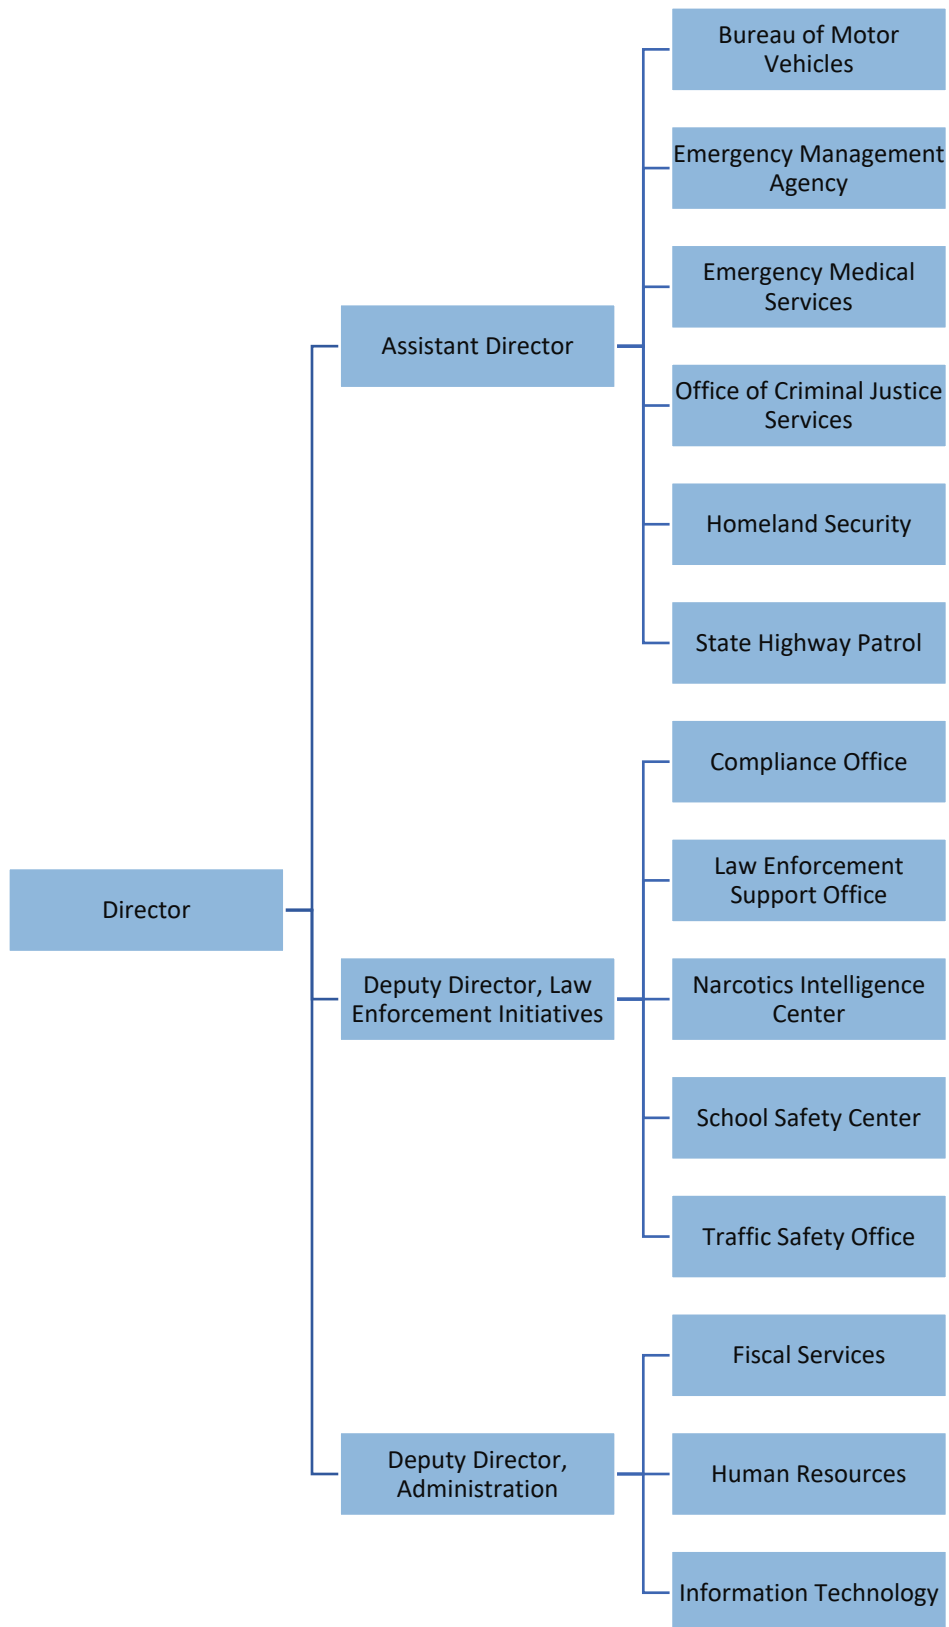 Bureau of Motor
Vehicles
Emergency Management
Agency
Emergency Medical
Services
Assistant Director
Office of Criminal Justice
Services
Homeland Security
State Highway Patrol
Compliance Office
Law Enforcement
Support Office
Director
Deputy Director, Law
Enforcement Initiatives
Narcotics Intelligence
Center
School Safety Center
Traffic Safety Office
Fiscal Services
Deputy Director,
Administration
Human Resources
Information Technology